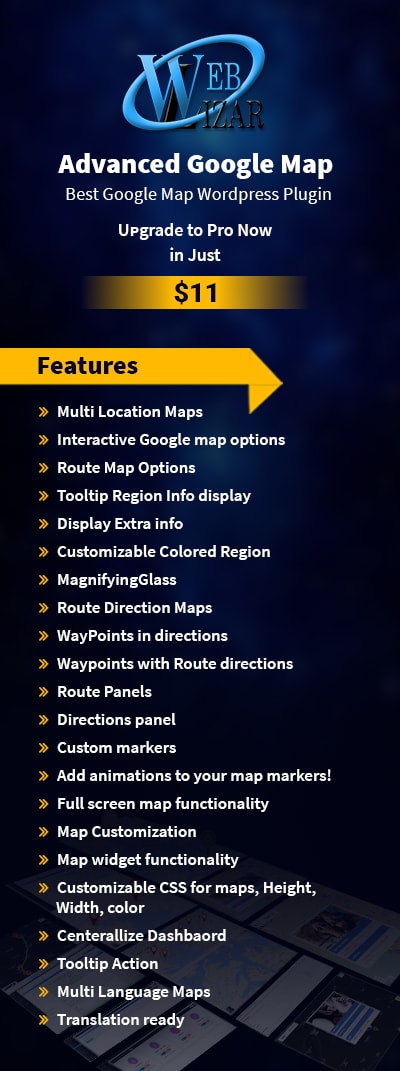 WEB
LIZAR
Advanced Google Map
Best Google Map Wordpress Plugin
Upgrade to Pro Now
in Just
$11
Features
» Multi Location Maps
» Interactive Google map options
» Route Map Options
» Tooltip Region Info display
» Display Extra info
» Customizable Colored Region
» MagnifyingGlass
» Route Direction Maps
» WayPoints in directions
» Waypoints with Route directions
» Route Panels
» Directions panel
» Custom markers
» Add animations to your map markers!
» Full screen map functionality
» Map Customization
» Map widget functionality
» Customizable CSS for maps, Height,
Width, color
» Centerallize Dashbaord
» Tooltip Action
» Multi Language Maps
» Translation ready